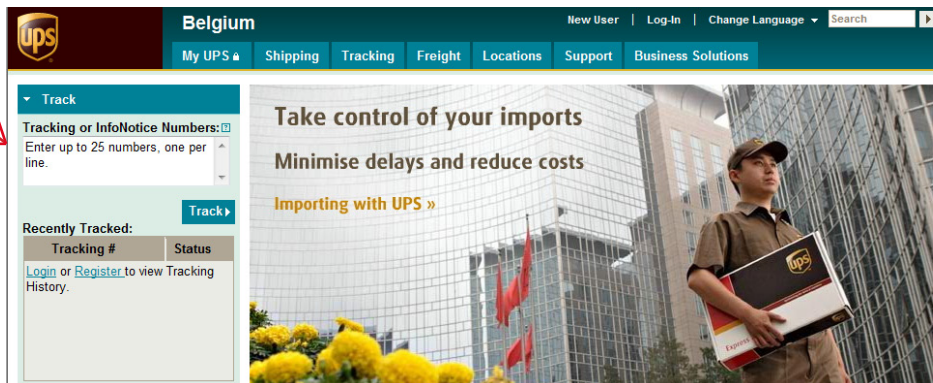 ups
Belgium
New User | Log-In | Change Language
Search
My UPS
Shipping
Tracking
Freight
Locations
Support
Business Solutions
Track
Tracking or InfoNotice Numbers:?
Enter up to 25 numbers, one per
line.
Track
Recently Tracked:
Tracking # Status
Login or Register to view Tracking
History.
Take control of your imports
Minimise delays and reduce costs
Importing with UPS »
ups
Express